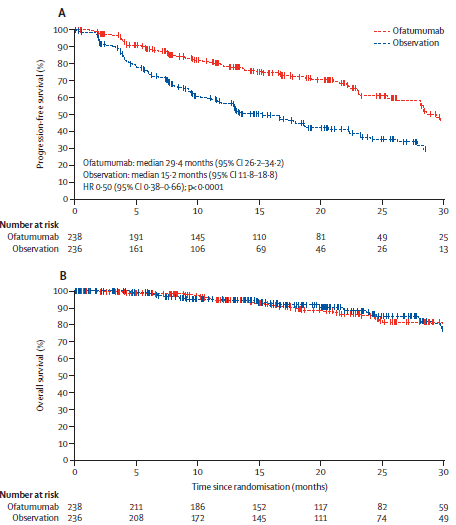 A
Ofatumumab
Observation
Progression-free survival (%)
100
90
80
70
60
50
40
30
20
10
0
Ofatumumab: median 29·4 months (95% CI 26·2–34·2)
Observation: median 15·2 months (95% CI 11·8–18·8)
HR 0·50 (95% CI 0·38–0·66); p<0·0001
0 5 10 15 20 25 30
Number at risk
Ofatumumab 238 191 145 110 81 49 25
Observation 236 161 106 69 46 26 13
B
Overall survival (%)
100
90
80
70
60
50
40
30
20
10
0
0 5 10 15 20 25 30
Time since randomisation (months)
Number at risk
Ofatumumab 238 211 186 152 117 82 59
Observation 236 208 172 145 111 74 49